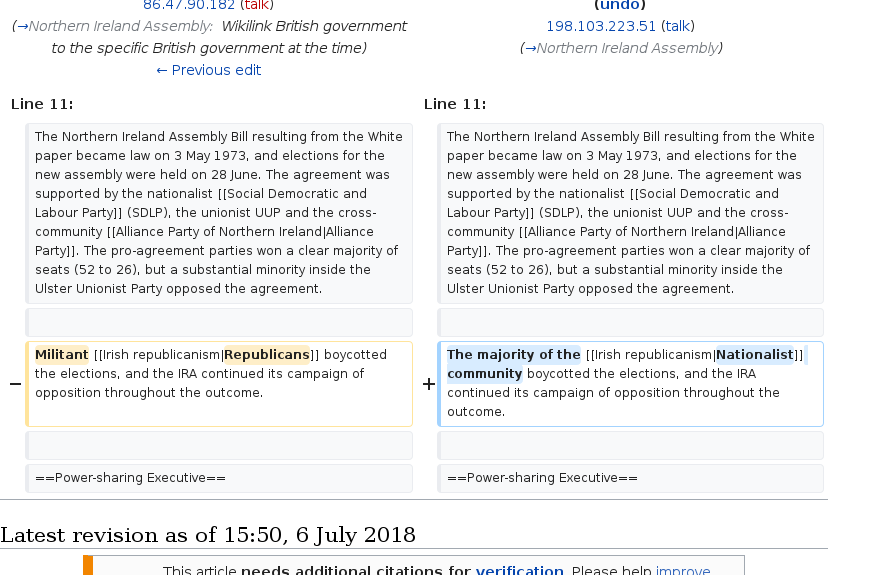 86.47.90.182 (talk)
(→Northern Ireland Assembly: Wikilink British government
to the specific British government at the time)
← Previous edit
(undo)
198.103.223.51 (talk)
(→Northern Ireland Assembly)
Line 11:
The Northern Ireland Assembly Bill resulting from the White
paper became law on 3 May 1973, and elections for the
new assembly were held on 28 June. The agreement was
supported by the nationalist [[Social Democratic and
Labour Party]] (SDLP), the unionist UUP and the cross-
community [[Alliance Party of Northern Ireland|Alliance
Party]]. The pro-agreement parties won a clear majority of
seats (52 to 26), but a substantial minority inside the
Ulster Unionist Party opposed the agreement.
− Militant [[Irish republicanism|Republicans]] boycotted
the elections, and the IRA continued its campaign of
opposition throughout the outcome.
==Power-sharing Executive==
Line 11:
The Northern Ireland Assembly Bill resulting from the White
paper became law on 3 May 1973, and elections for the
new assembly were held on 28 June. The agreement was
supported by the nationalist [[Social Democratic and
Labour Party]] (SDLP), the unionist UUP and the cross-
community [[Alliance Party of Northern Ireland|Alliance
Party]]. The pro-agreement parties won a clear majority of
seats (52 to 26), but a substantial minority inside the
Ulster Unionist Party opposed the agreement.
+ The majority of the [[Irish republicanism|Nationalist]]
community boycotted the elections, and the IRA
continued its campaign of opposition throughout the
outcome.
==Power-sharing Executive==
Latest revision as of 15:50, 6 July 2018
This article needs additional citations for verification. Please help improve